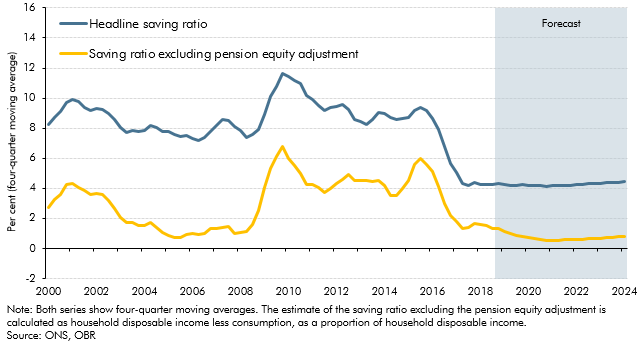 16
14
12
10
8
6
4
2
0
-2
Per cent (four-quarter moving average)
Headline saving ratio
Saving ratio excluding pension equity adjustment
Forecast
2000 2002 2004 2006 2008 2010 2012 2014 2016 2018 2020 2022 2024
Note: Both series show four-quarter moving averages. The estimate of the saving ratio excluding the pension equity adjustment is
calculated as household disposable income less consumption, as a proportion of household disposable income.
Source: ONS, OBR